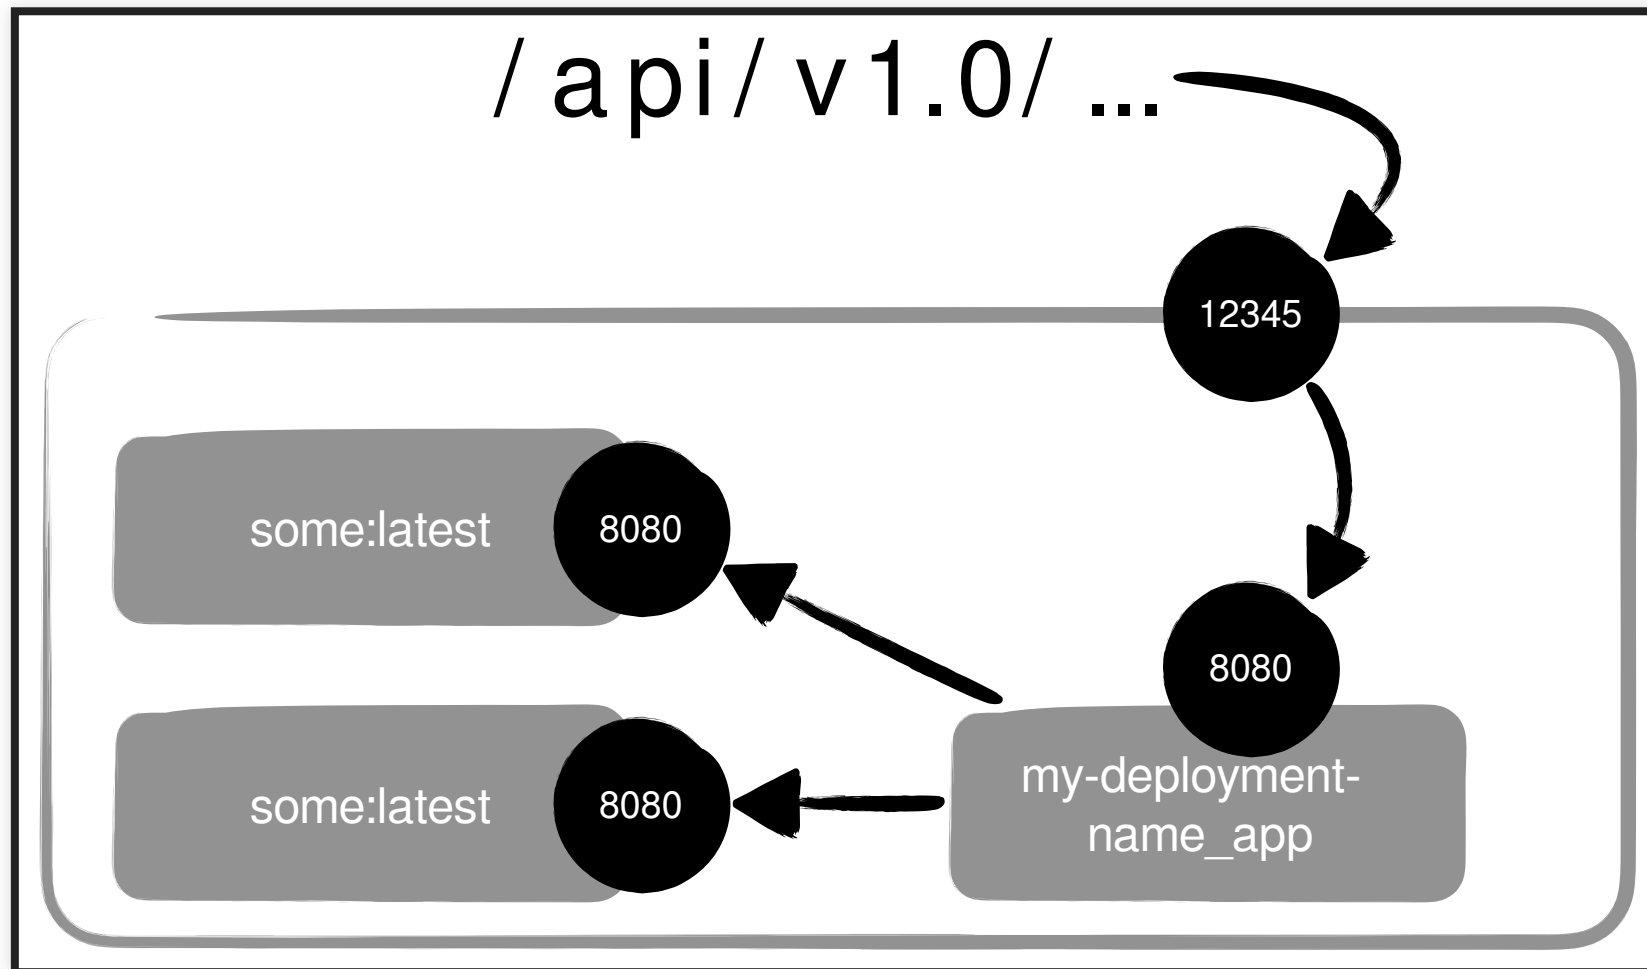 /api/v1.0/...
12345
some:latest
8080
8080
some:latest
8080
my-deployment-
name_app